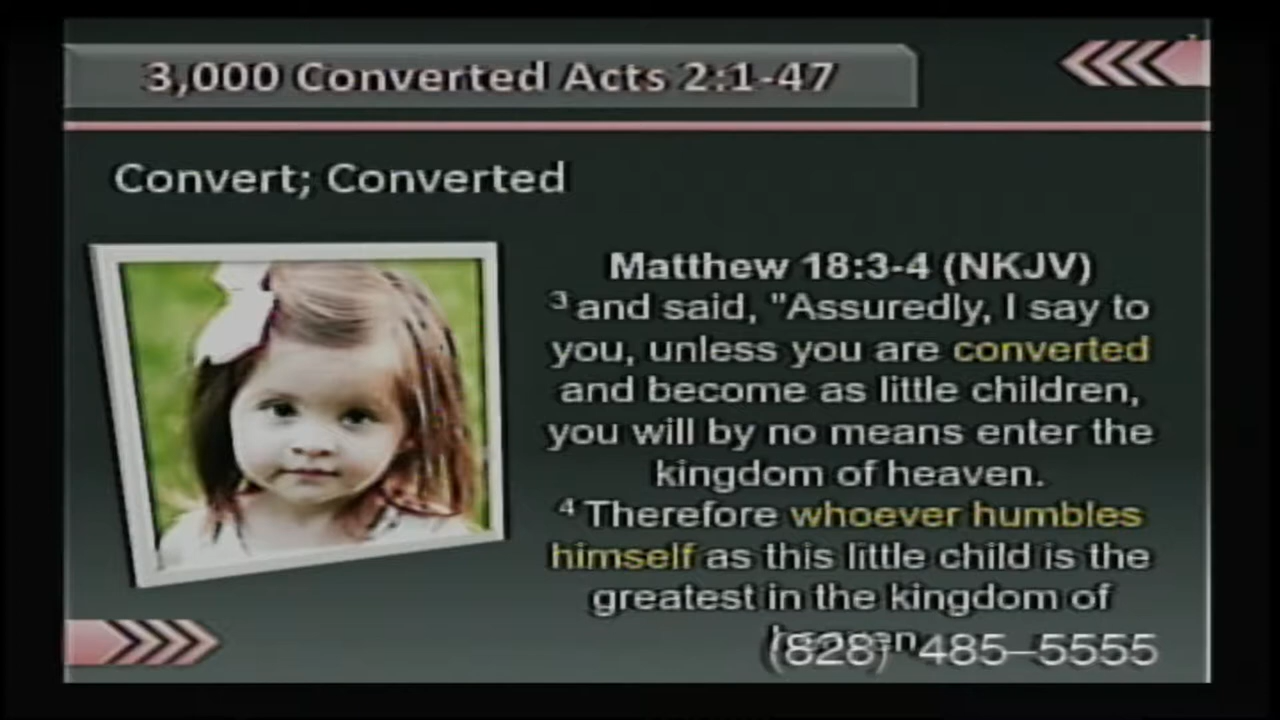 3,000 Converted Acts 2:1-47
Convert; Converted
Matthew 18:3-4 (NKJV)
3 and said, "Assuredly, I say to
you, unless you are converted
and become as little children,
you will by no means enter the
kingdom of heaven.
4 Therefore whoever humbles
himself as this little child is the
greatest in the kingdom of
heaven
(828) 485–5555